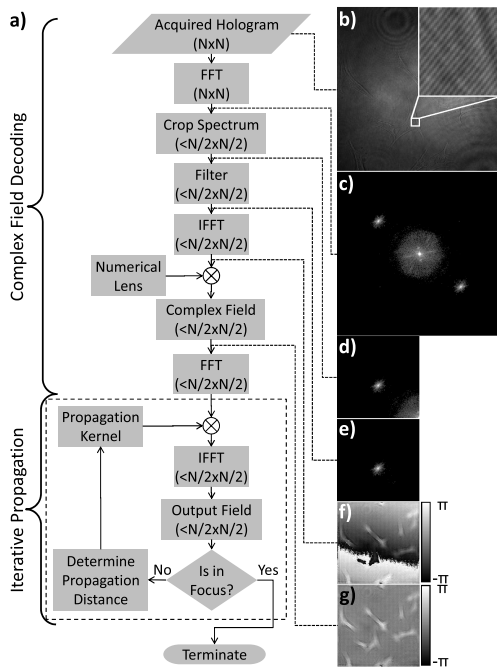 a)
Complex Field Decoding
Iterative Propagation
Acquired Hologram
(NxN)
FFT
(NxN)
Crop Spectrum
(<N/2xN/2)
Filter
(<N/2xN/2)
IFFT
(<N/2xN/2)
Numerical
Lens
Complex Field
(<N/2xN/2)
FFT
(<N/2xN/2)
Propagation
Kernel
IFFT
(<N/2xN/2)
Output Field
(<N/2xN/2)
Is in
Focus?
No
Yes
Determine
Propagation
Distance
Terminate
b)
c)
d)
e)
f)
π
-π
g)
π
-π